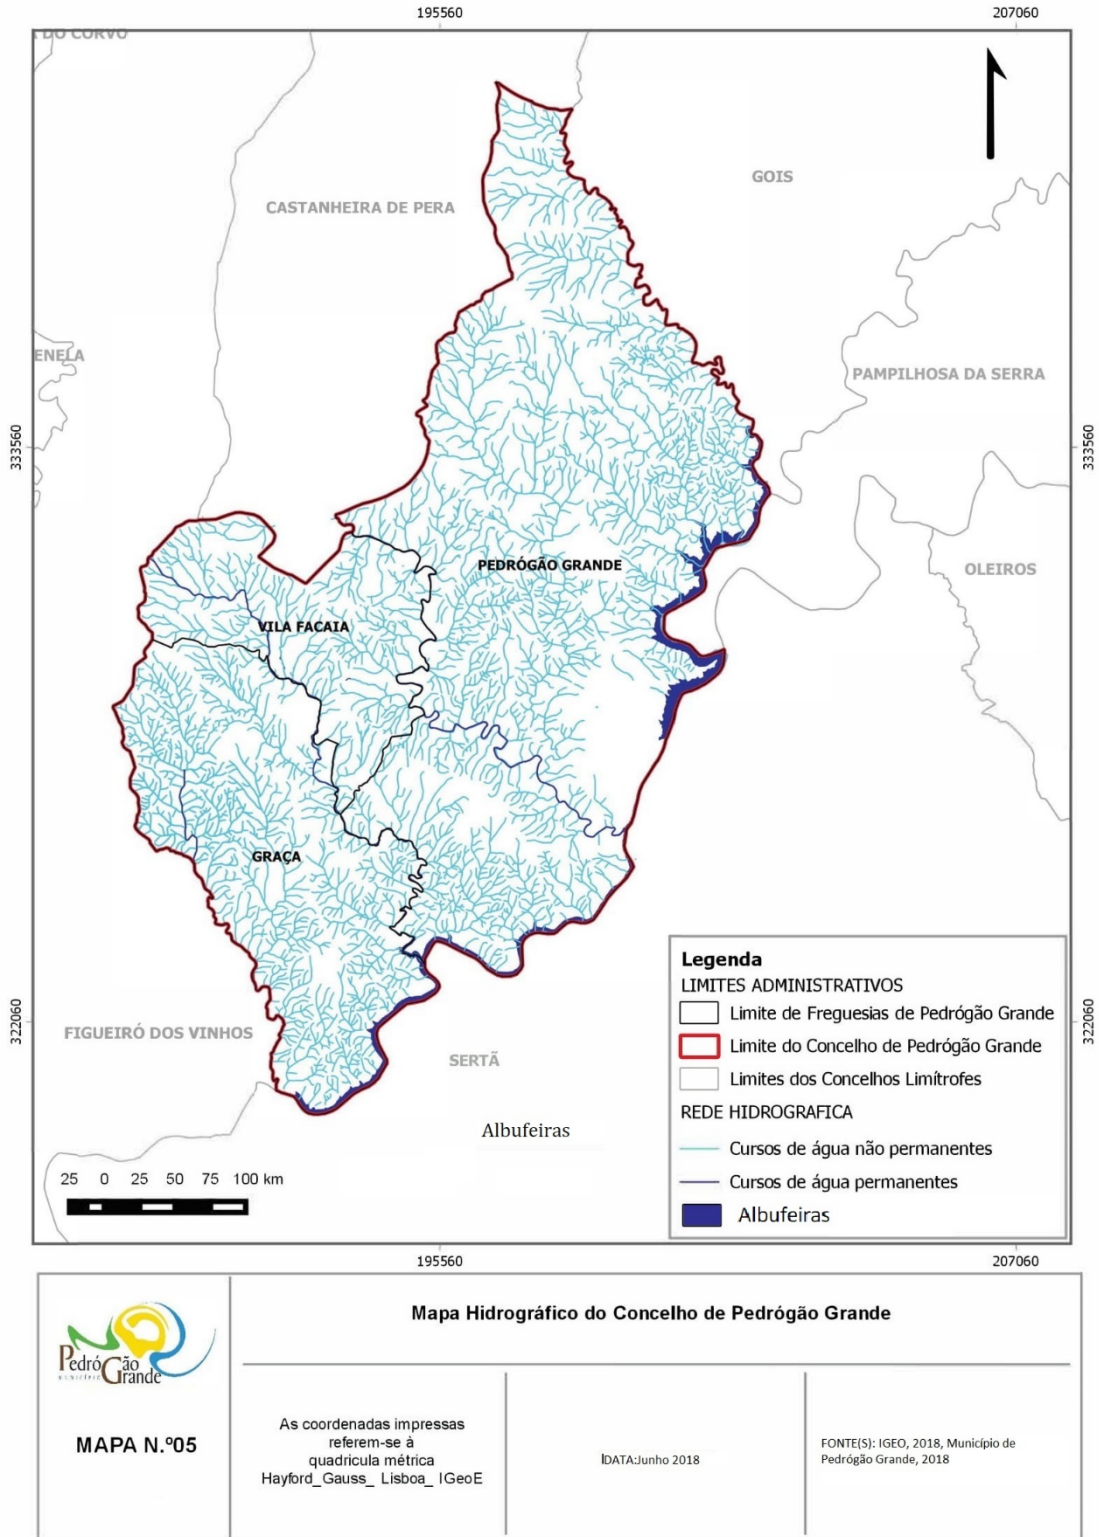 195560
207060
A DO CORVO
GOIS
CASTANHEIRA DE PERA
ENELA
PAMPILHOSA DA SERRA
333560
333560
PEDRÓGÃO GRANDE
OLEIROS
VILA FACAIA
GRAÇA
Legenda
LIMITES ADMINISTRATIVOS
Limite de Freguesias de Pedrógão Grande
Limite do Concelho de Pedrógão Grande
Limites dos Concelhos Limítrofes
REDE HIDROGRAFICA
Cursos de água não permanentes
Cursos de água permanentes
Albufeiras
322060
322060
FIGUEIRÓ DOS VINHOS
SERTÃ
Albufeiras
25 0 25 50 75 100 km
195560
207060
Pedrógão
Grande
MUNICÍPIO
MAPA N.º05
Mapa Hidrográfico do Concelho de Pedrógão Grande
As coordenadas impressas
referem-se à
quadricula métrica
Hayford_Gauss_ Lisboa_ IGeoE
IDATA:Junho 2018
FONTE(S): IGEO, 2018, Município de
Pedrógão Grande, 2018